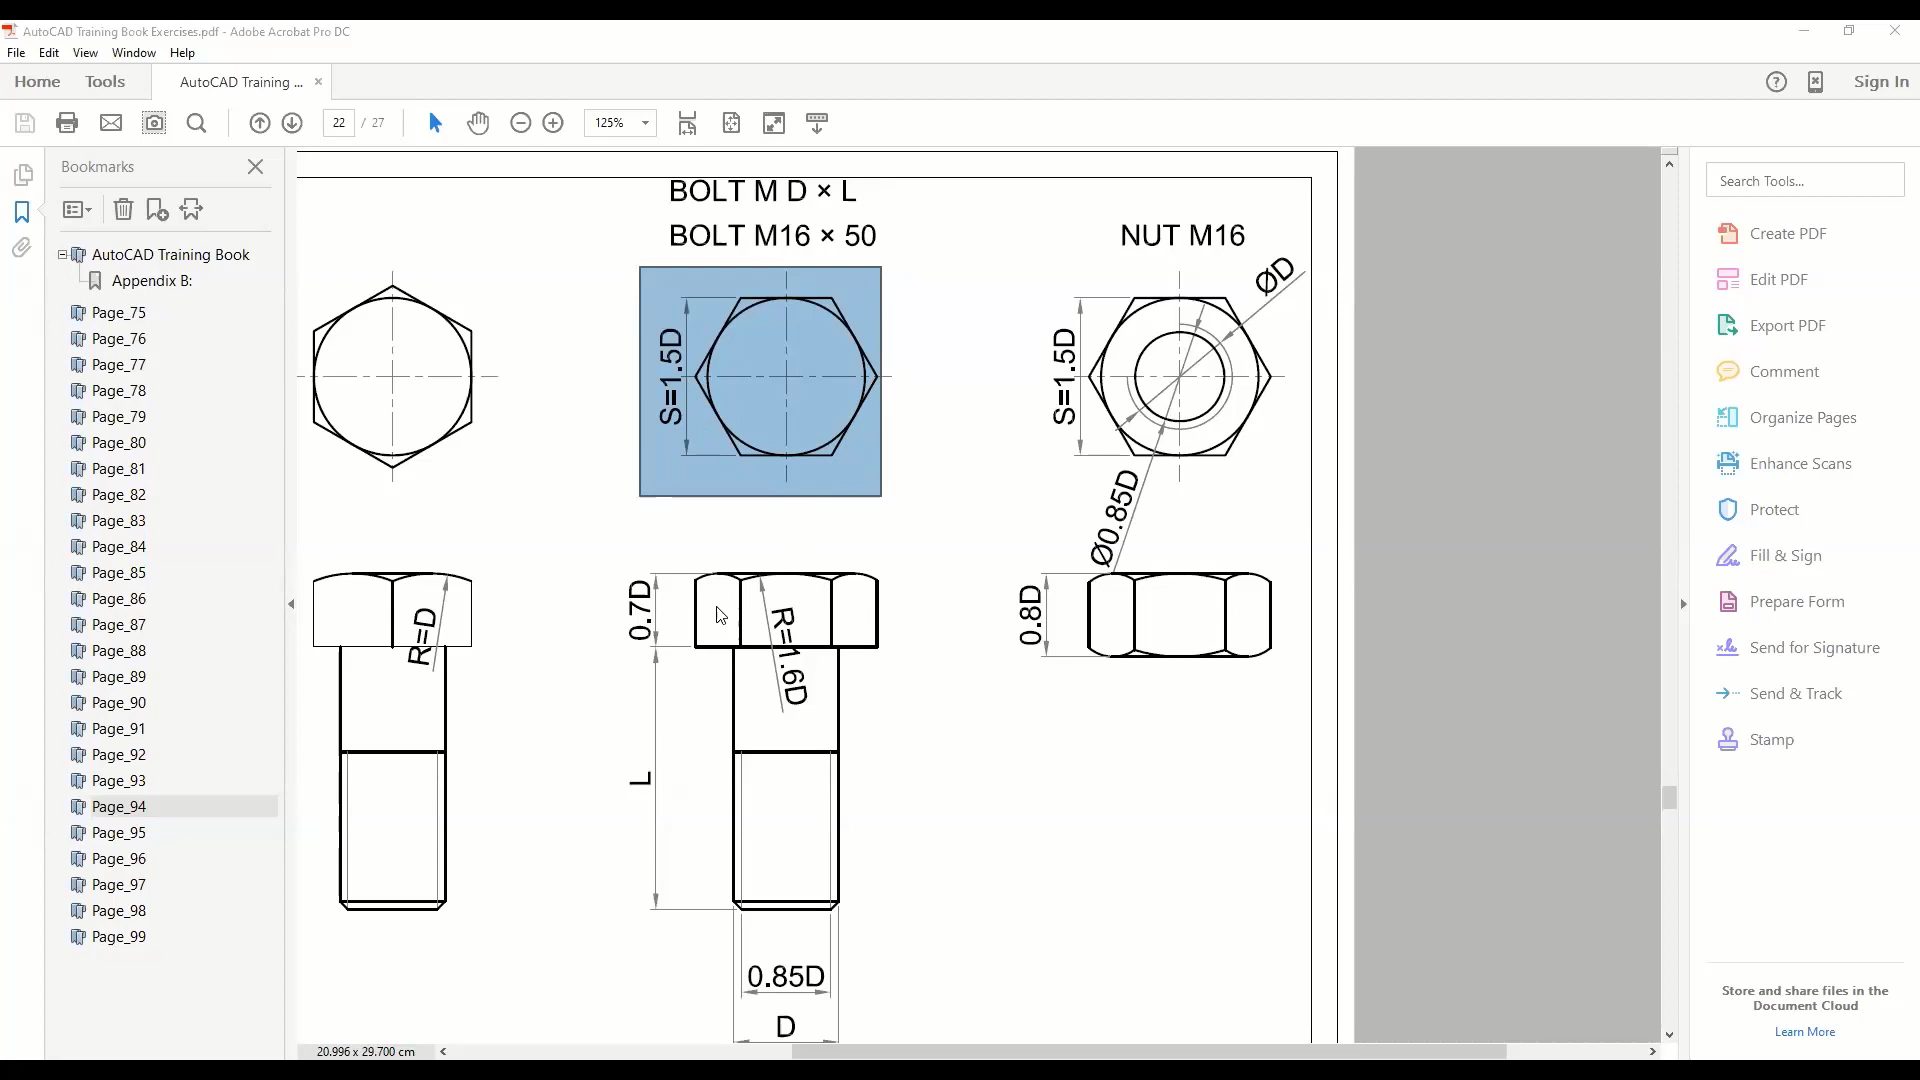 AutoCAD Training Book Exercises.pdf - Adobe Acrobat Pro DC
File Edit View Window Help
Home Tools AutoCAD Training ... × Sign In
22 / 27 125%
Bookmarks
AutoCAD Training Book
Appendix B:
Page_75
Page_76
Page_77
Page_78
Page_79
Page_80
Page_81
Page_82
Page_83
Page_84
Page_85
Page_86
Page_87
Page_88
Page_89
Page_90
Page_91
Page_92
Page_93
Page_94
Page_95
Page_96
Page_97
Page_98
Page_99
BOLT M D × L
BOLT M16 × 50
NUT M16
S=1.5D
S=1.5D
ØD
Ø0.85D
R=D
0.7D
R=1.6D
0.8D
L
0.85D
D
20.996 x 29.700 cm
Search Tools...
Create PDF
Edit PDF
Export PDF
Comment
Organize Pages
Enhance Scans
Protect
Fill & Sign
Prepare Form
Send for Signature
Send & Track
Stamp
Store and share files in the
Document Cloud
Learn More